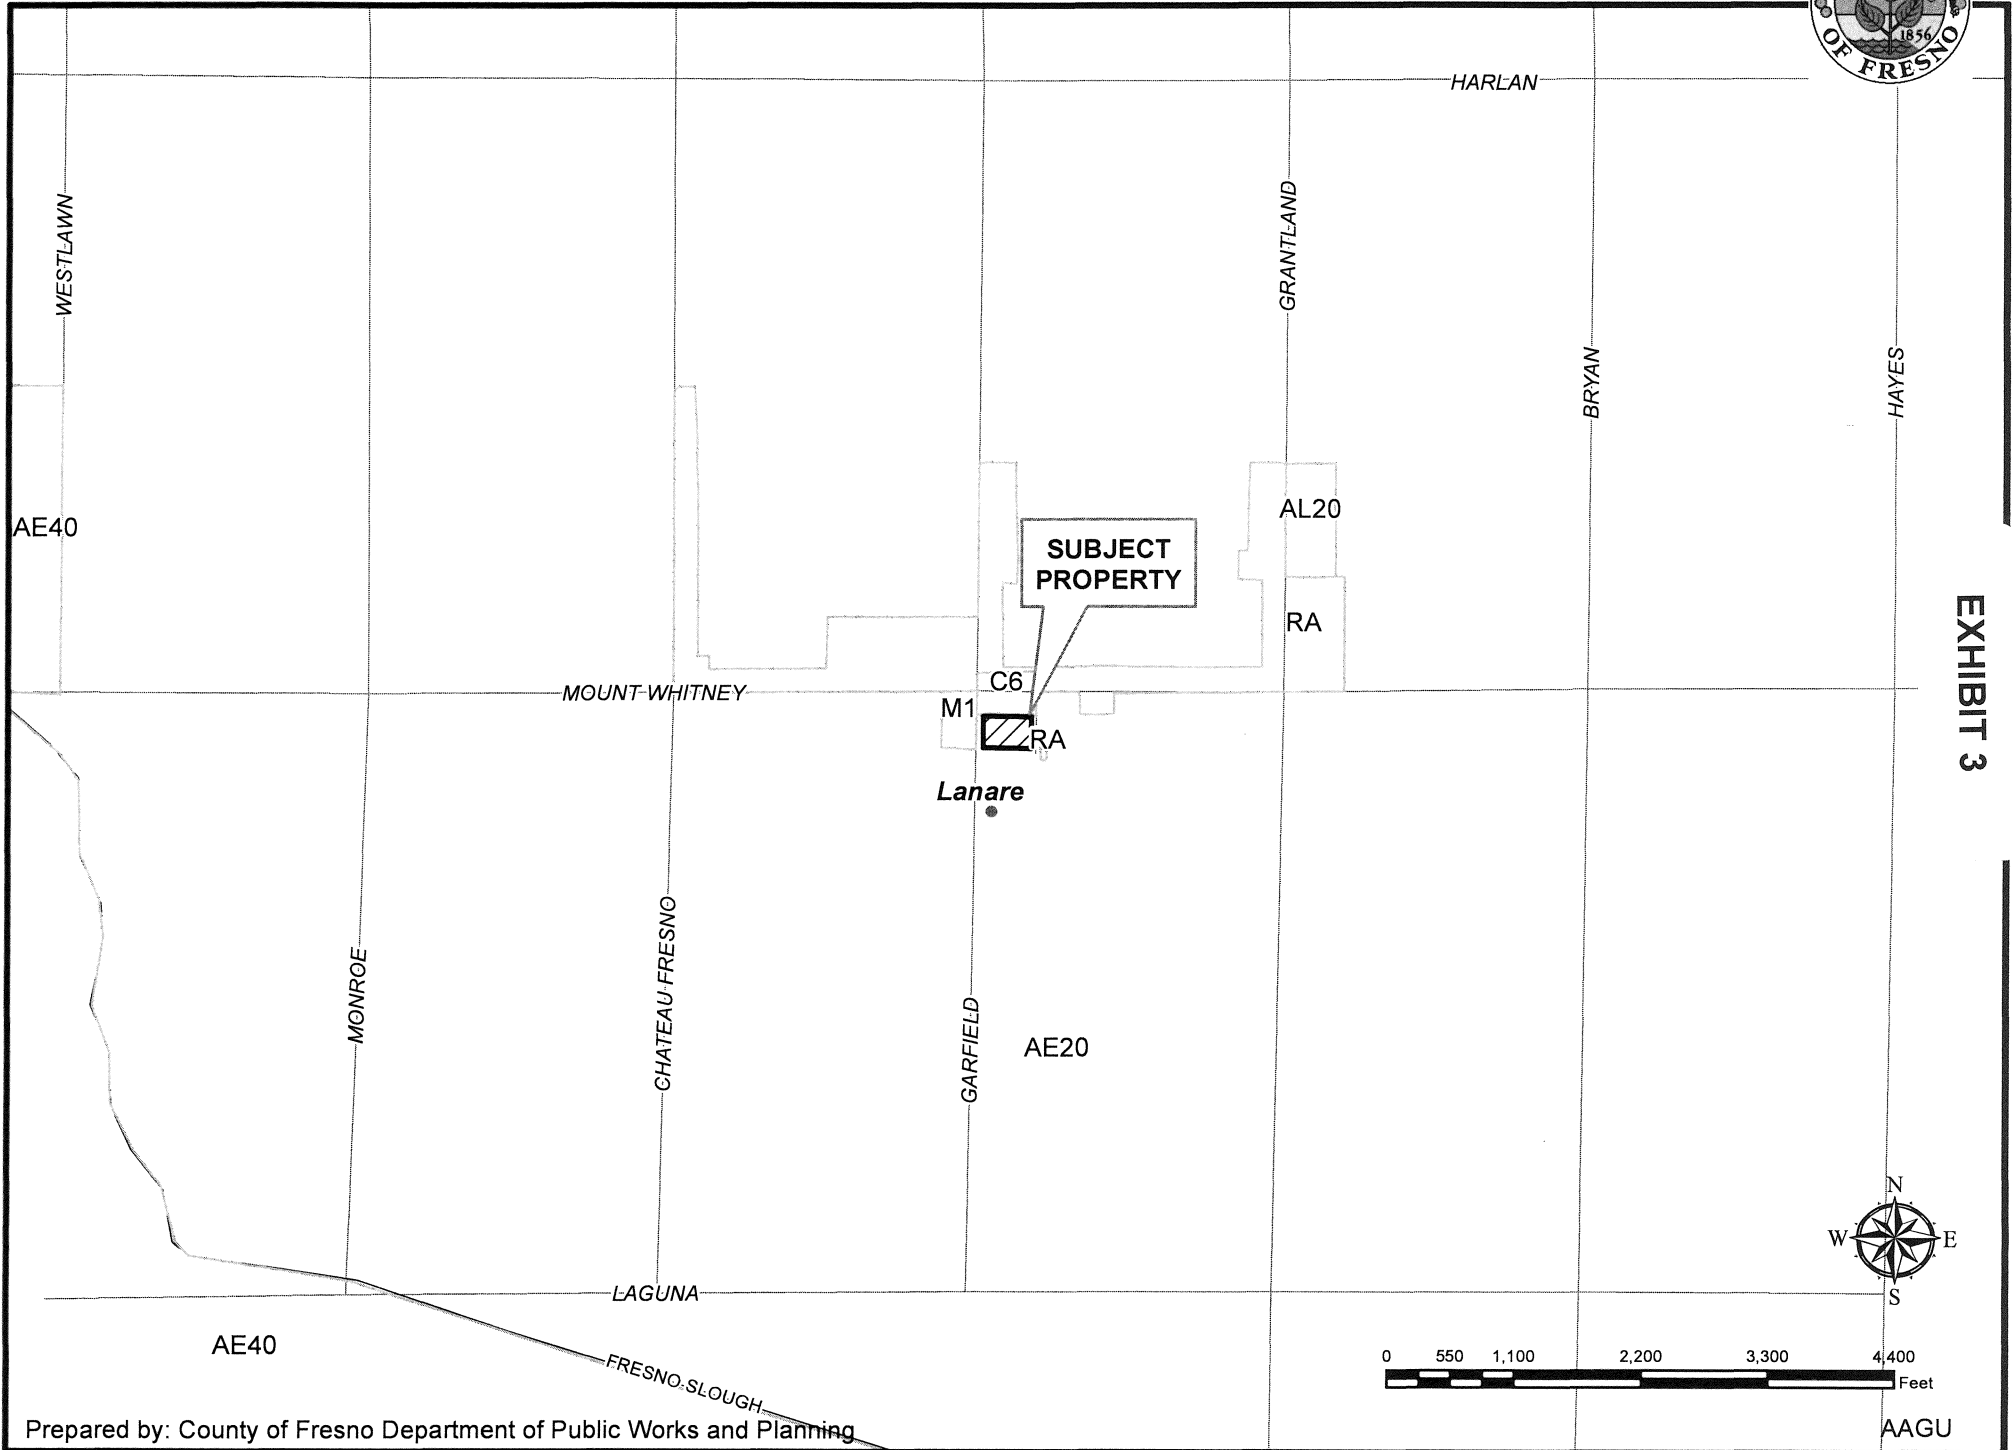 1856
OF FRESNO
HARLAN
WESTLAWN
GRANTLAND
BRYAN
HAYES
AE40
AL20
SUBJECT
PROPERTY
EXHIBIT 3
RA
C6
MOUNT WHITNEY
M1
RA
Lanare
MONROE
CHATEAU FRESNO
GARFIELD
AE20
N
W
E
S
LAGUNA
AE40
FRESNO SLOUGH
0 550 1,100 2,200 3,300 4,400
Feet
Prepared by: County of Fresno Department of Public Works and Planning
AAGU